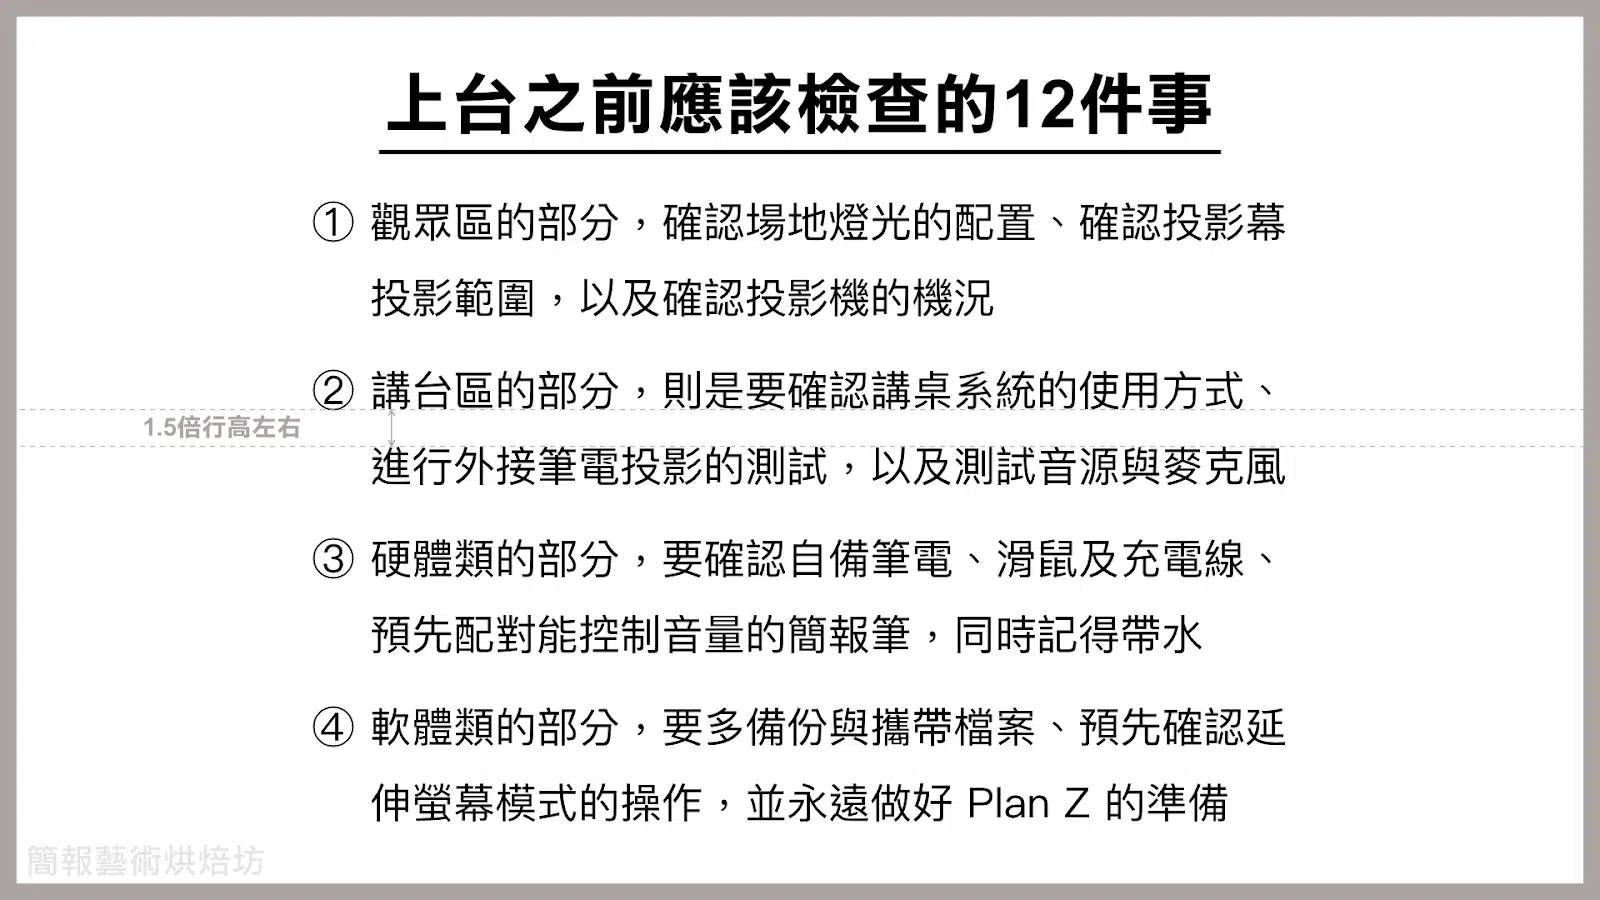 上台之前應該檢查的12件事
① 觀眾區的部分，確認場地燈光的配置、確認投影幕
投影範圍，以及確認投影機的機況
② 講台區的部分，則是要確認講桌系統的使用方式、
1.5倍行高左右
進行外接筆電投影的測試，以及測試音源與麥克風
③ 硬體類的部分，要確認自備筆電、滑鼠及充電線、
預先配對能控制音量的簡報筆，同時記得帶水
④ 軟體類的部分，要多備份與攜帶檔案、預先確認延
伸螢幕模式的操作，並永遠做好 Plan Z 的準備
簡報藝術烘焙坊